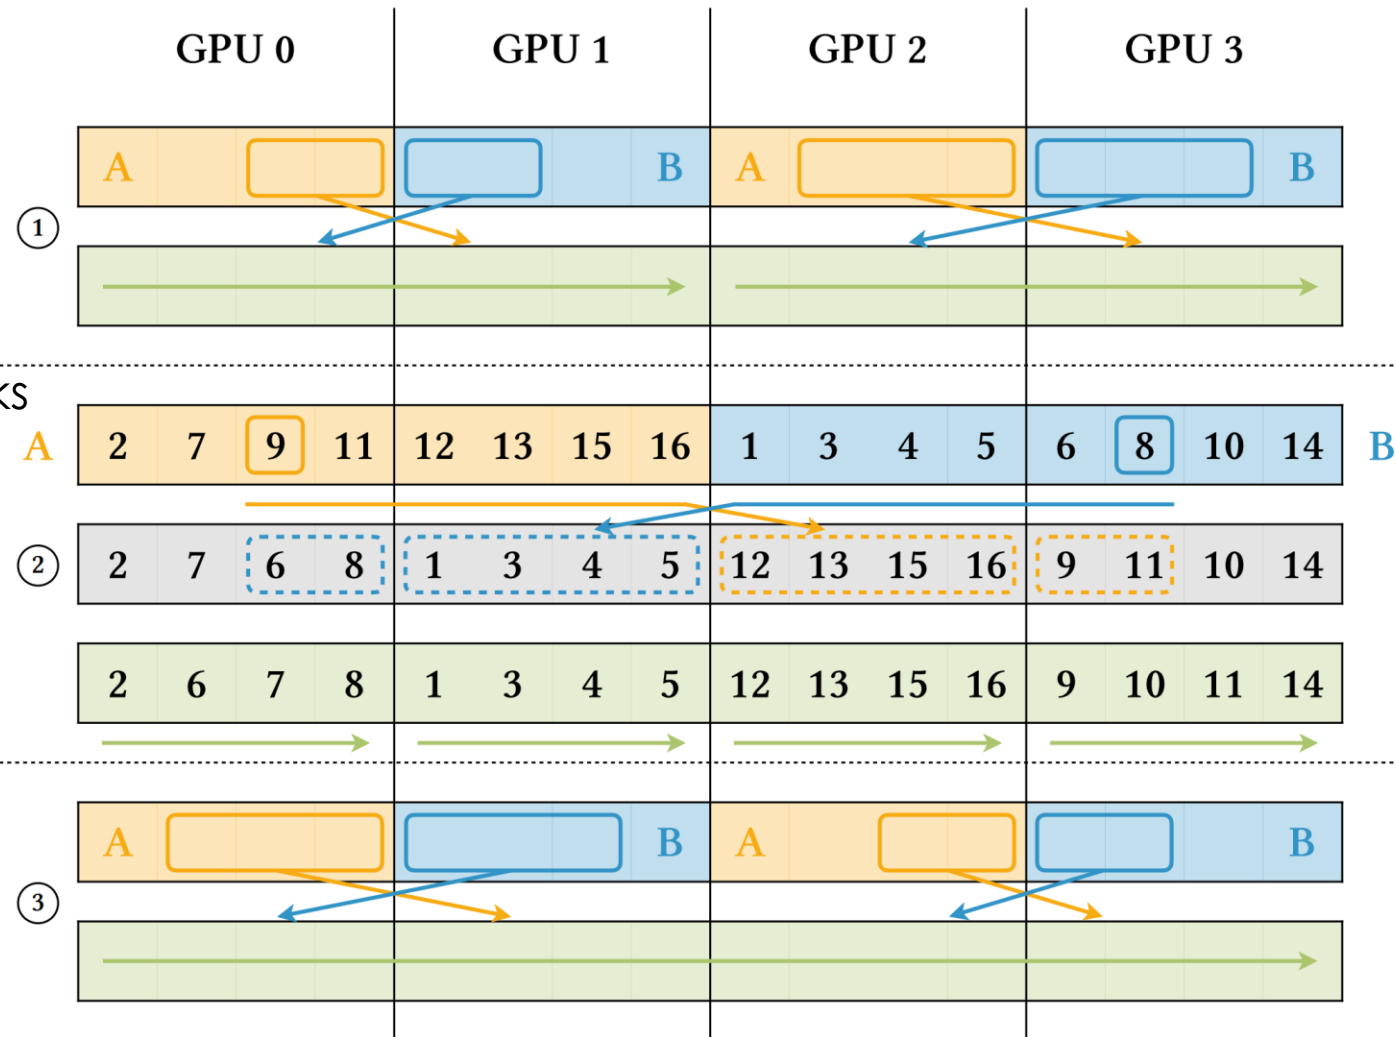 GPU 0 GPU 1 GPU 2 GPU 3
A B A B
1
KS
A 2 7 9 11 12 13 15 16 1 3 4 5 6 8 10 14 B
2 2 7 6 8 1 3 4 5 12 13 15 16 9 11 10 14
2 6 7 8 1 3 4 5 12 13 15 16 9 10 11 14
A B A B
3